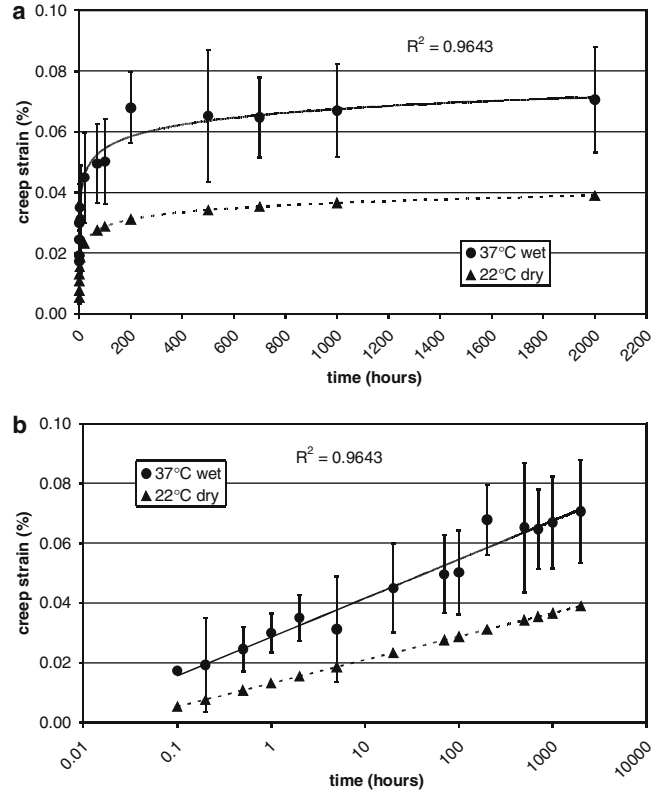 a
R² = 0.9643
0.10
0.08
0.06
0.04
0.02
0.00
creep strain (%)
37°C wet
22°C dry
0 200 400 600 800 1000 1200 1400 1600 1800 2000 2200
time (hours)
b
R² = 0.9643
0.10
0.08
0.06
0.04
0.02
0.00
creep strain (%)
37°C wet
22°C dry
0.01 0.1 1 10 100 1000 10000
time (hours)